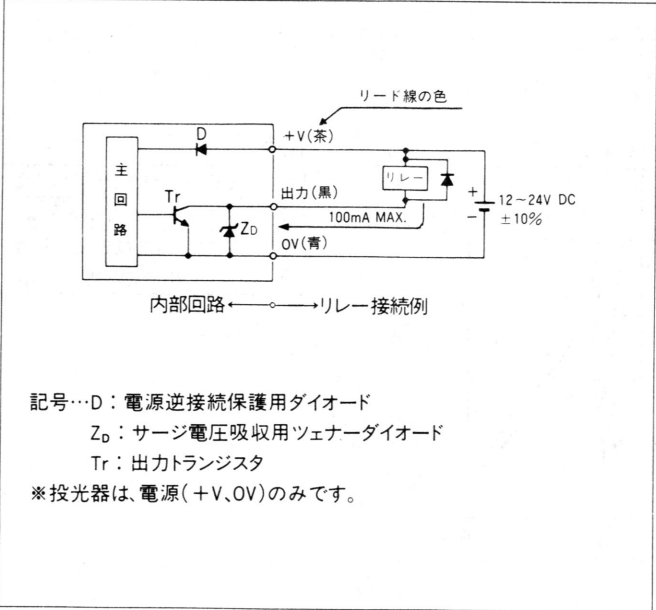 リード線の色
D
+V(茶)
主回路
リレー
Tr
出力(黒)
+
12~24V DC
−
±10%
100mA MAX.
ZD
0V(青)
内部回路←○→リレー接続例
記号…D:電源逆接続保護用ダイオード
ZD:サージ電圧吸収用ツェナーダイオード
Tr:出力トランジスタ
※投光器は、電源(+V、0V)のみです。